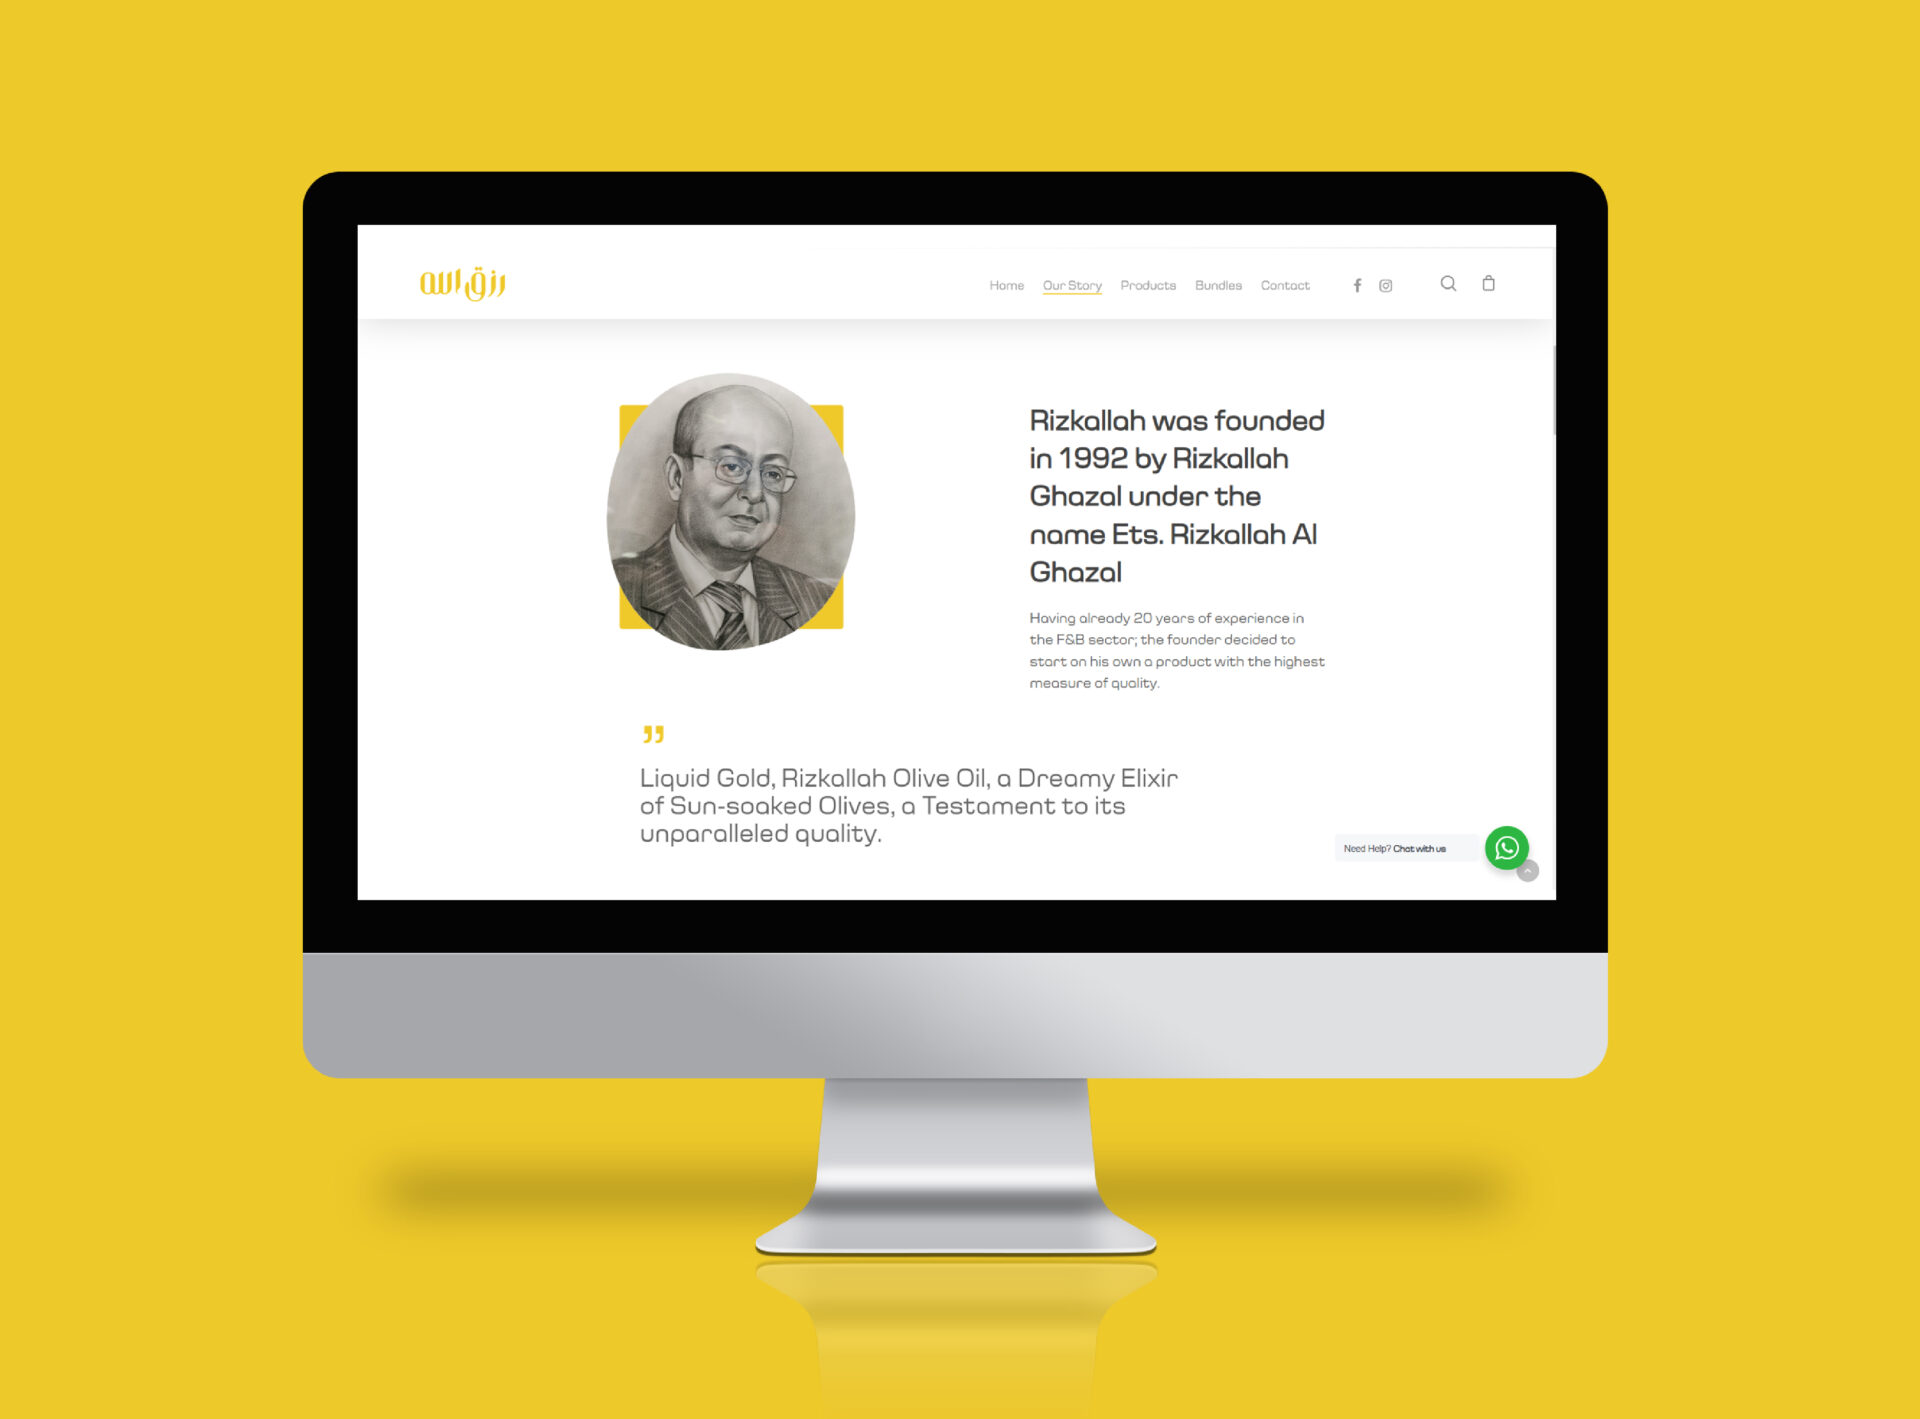 رزق الله
Home Our Story Products Bundles Contact
Rizkallah was founded
in 1992 by Rizkallah
Ghazal under the
name Ets. Rizkallah Al
Ghazal
Having already 20 years of experience in
the F&B sector; the founder decided to
start on his own a product with the highest
measure of quality.
”
Liquid Gold, Rizkallah Olive Oil, a Dreamy Elixir
of Sun-soaked Olives, a Testament to its
unparalleled quality.
Need Help? Chat with us